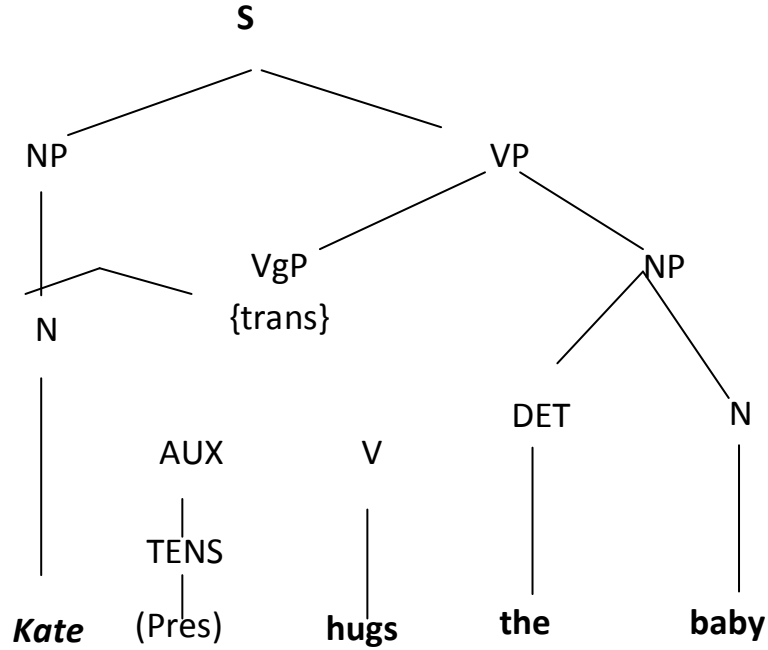 S
NP VP
VgP NP
{trans}
N
DET N
AUX V
TENS
Kate (Pres) hugs the baby